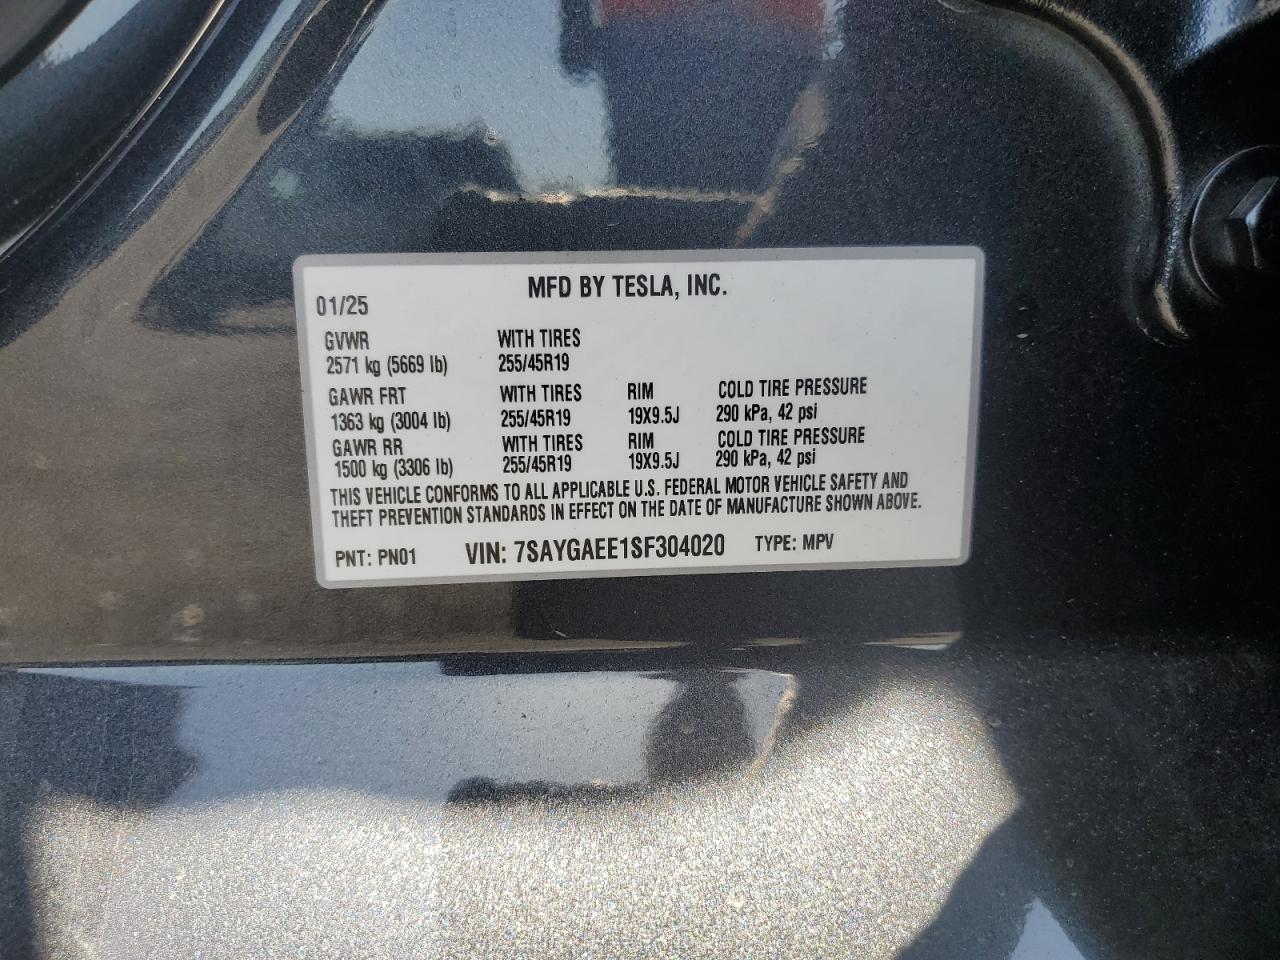 MFD BY TESLA, INC.
01/25
GVWR WITH TIRES
2571 kg (5669 lb) 255/45R19
GAWR FRT WITH TIRES RIM COLD TIRE PRESSURE
1363 kg (3004 lb) 255/45R19 19X9.5J 290 kPa, 42 psi
GAWR RR WITH TIRES RIM COLD TIRE PRESSURE
1500 kg (3306 lb) 255/45R19 19X9.5J 290 kPa, 42 psi
THIS VEHICLE CONFORMS TO ALL APPLICABLE U.S. FEDERAL MOTOR VEHICLE SAFETY AND
THEFT PREVENTION STANDARDS IN EFFECT ON THE DATE OF MANUFACTURE SHOWN ABOVE.
PNT: PN01 VIN: 7SAYGAEE1SF304020 TYPE: MPV